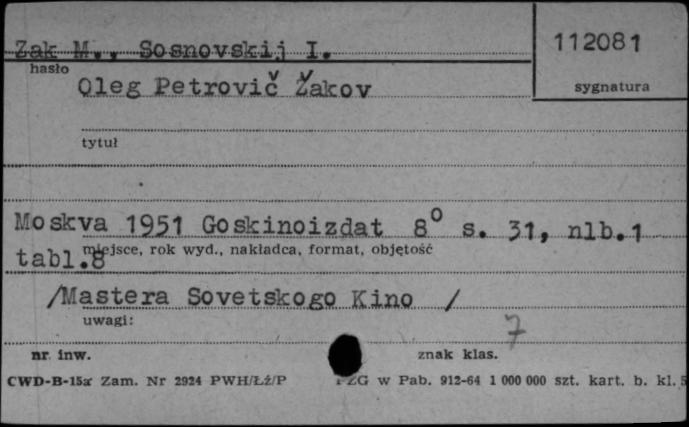 Zak M., Sosnovskij I.
112081
hasło
sygnatura
Oleg Petrovič Žakov
tytuł
Moskva 1951 Goskinoizdat 8° s. 31, nlb.1
miejsce, rok wyd., nakładca, format, objętość
tabl.8
/Mastera Sovetskogo Kino /
uwagi:
7
nr. inw.
znak klas.
CWD-B-15a Zam. Nr 2924 PWH/Łż/P PZG w Pab. 912-64 1 000 000 szt. kart. b. kl. 5